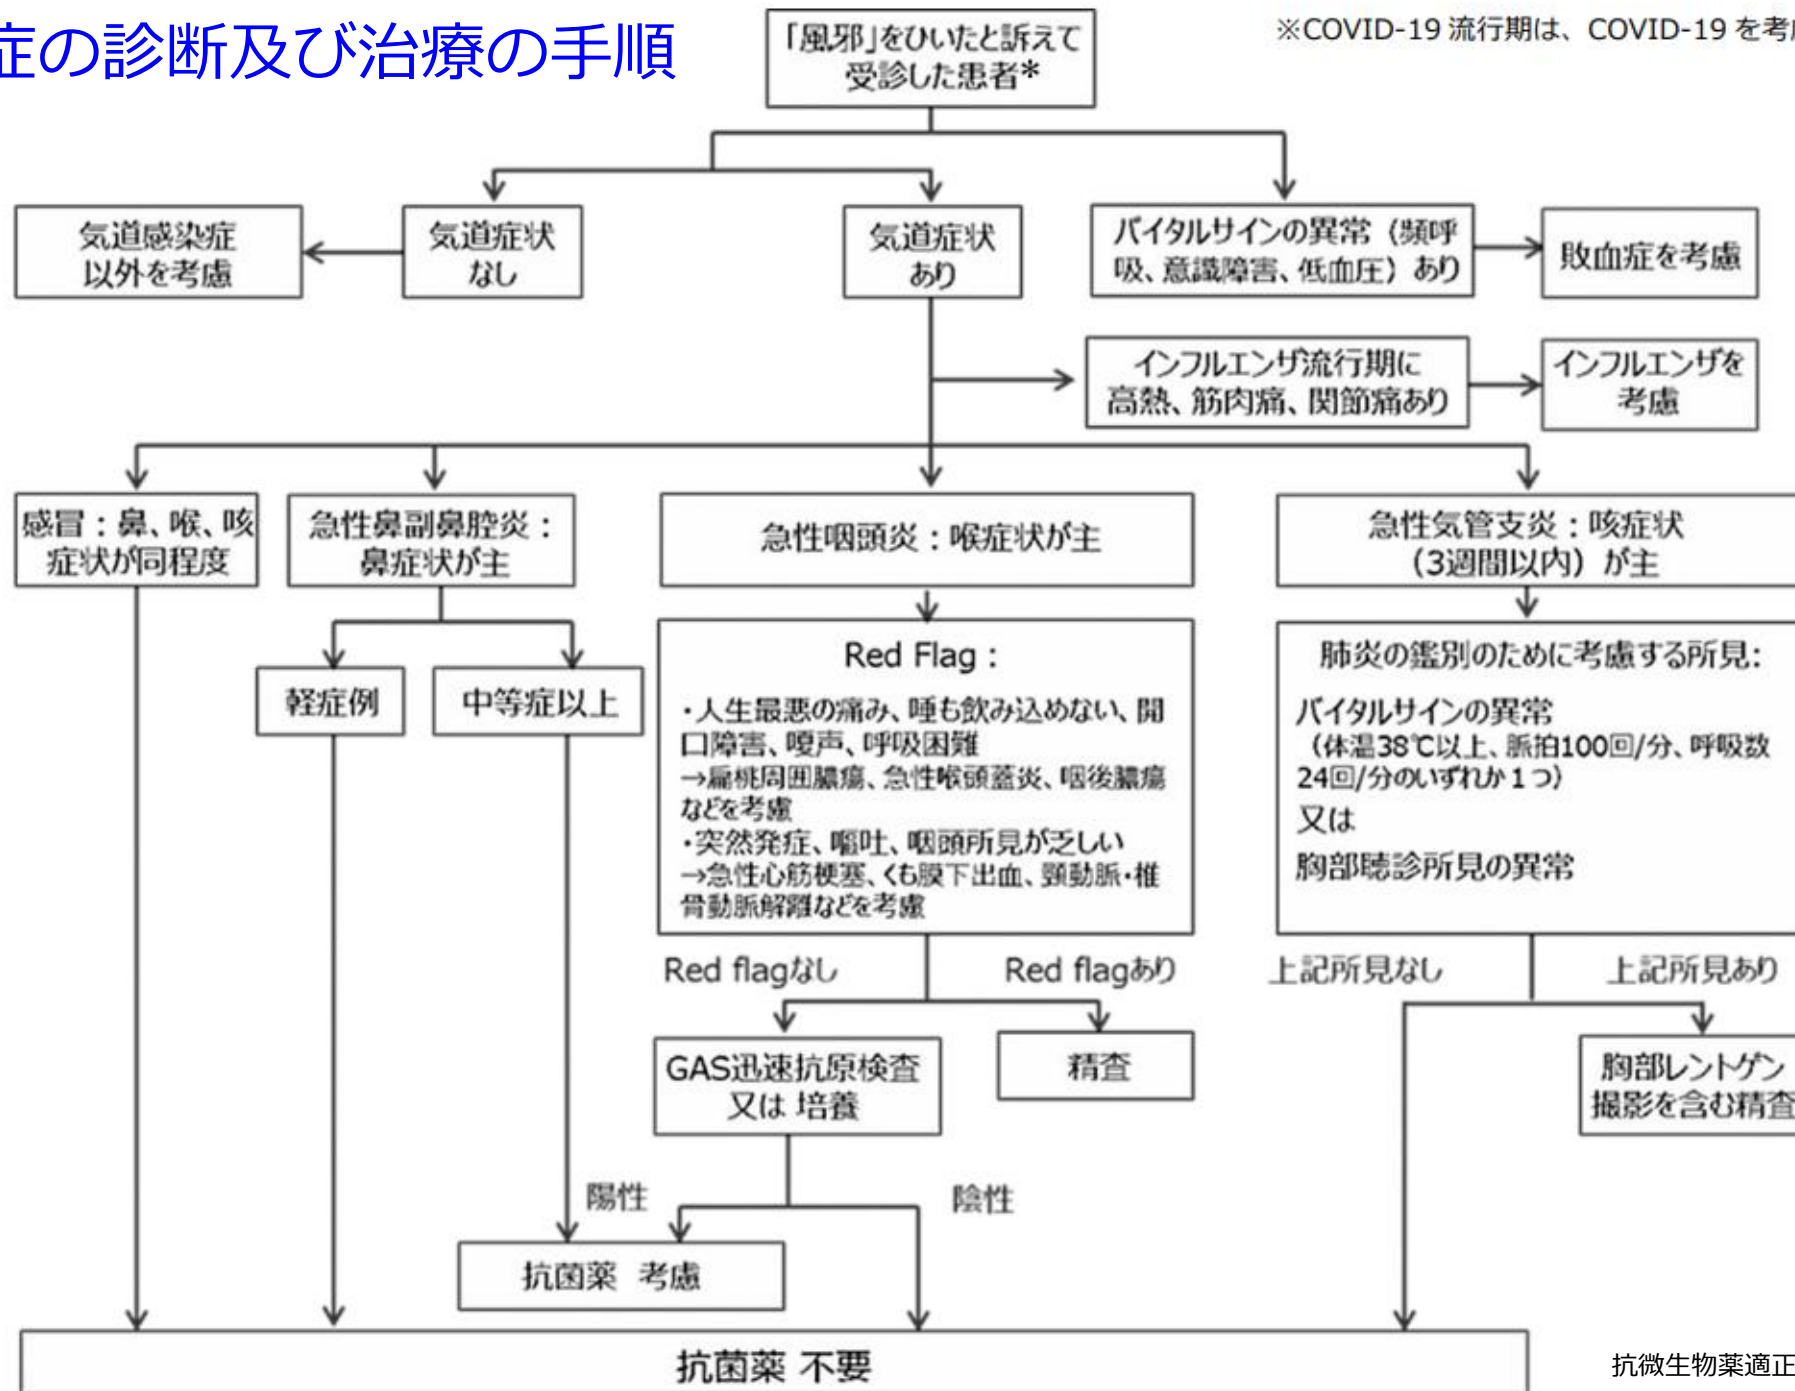 症の診断及び治療の手順
「風邪」をひいたと訴えて
受診した患者*
※COVID-19 流行期は、COVID-19 を考
気道感染症
以外を考慮
気道症状
なし
気道症状
あり
バイタルサインの異常（頻呼
吸、意識障害、低血圧）あり
敗血症を考慮
インフルエンザ流行期に
高熱、筋肉痛、関節痛あり
インフルエンザを
考慮
感冒：鼻、喉、咳
症状が同程度
急性鼻副鼻腔炎：
鼻症状が主
急性咽頭炎：喉症状が主
急性気管支炎：咳症状
（3週間以内）が主
軽症例
中等症以上
Red Flag：
・人生最悪の痛み、唾も飲み込めない、開
口障害、嗄声、呼吸困難
→扁桃周囲膿瘍、急性喉頭蓋炎、咽後膿瘍
などを考慮
・突然発症、嘔吐、咽頭所見が乏しい
→急性心筋梗塞、くも膜下出血、頸動脈・椎
骨動脈解離などを考慮
肺炎の鑑別のために考慮する所見：
バイタルサインの異常
（体温38℃以上、脈拍100回/分、呼吸数
24回/分のいずれか１つ）
又は
胸部聴診所見の異常
Red flagなし
Red flagあり
上記所見なし
上記所見あり
GAS迅速抗原検査
又は 培養
精査
胸部レントゲン
撮影を含む精査
陽性
陰性
抗菌薬 考慮
抗菌薬 不要
抗微生物薬適正